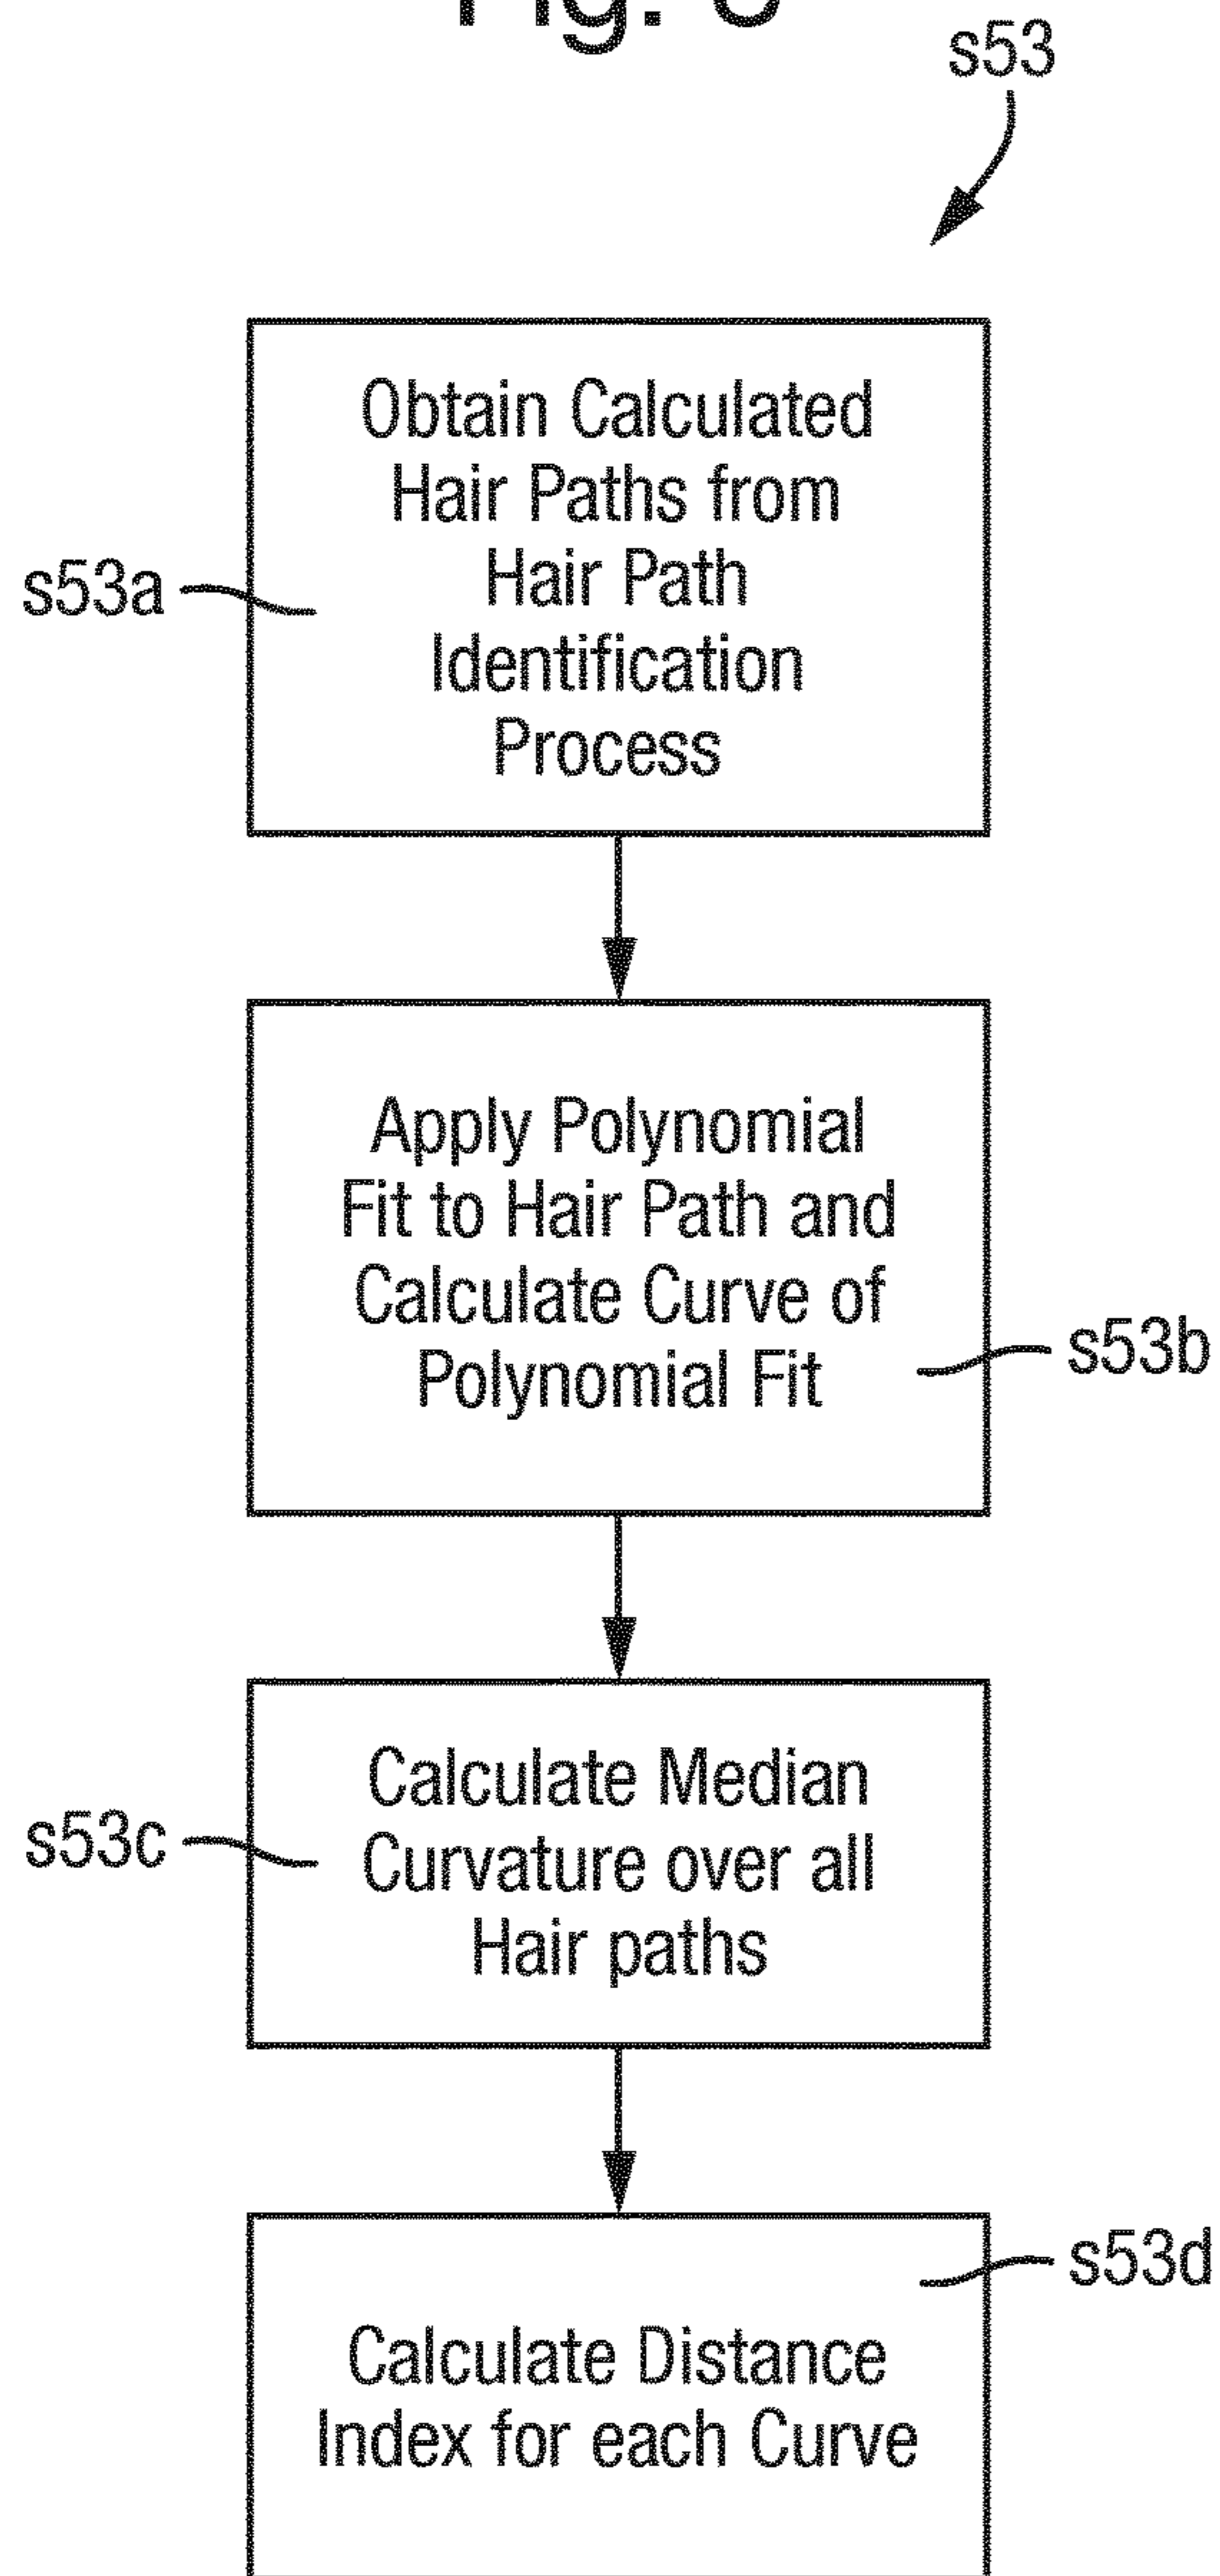 Fig.
s53
Obtain Calculated
Hair Paths from
Hair Path
Identification
Process
s53a
Apply Polynomial
Fit to Hair Path and
Calculate Curve of
Polynomial Fit
s53b
Calculate Median
Curvature over all
Hair paths
s53c
s53d
Calculate Distance
Index for each Curve